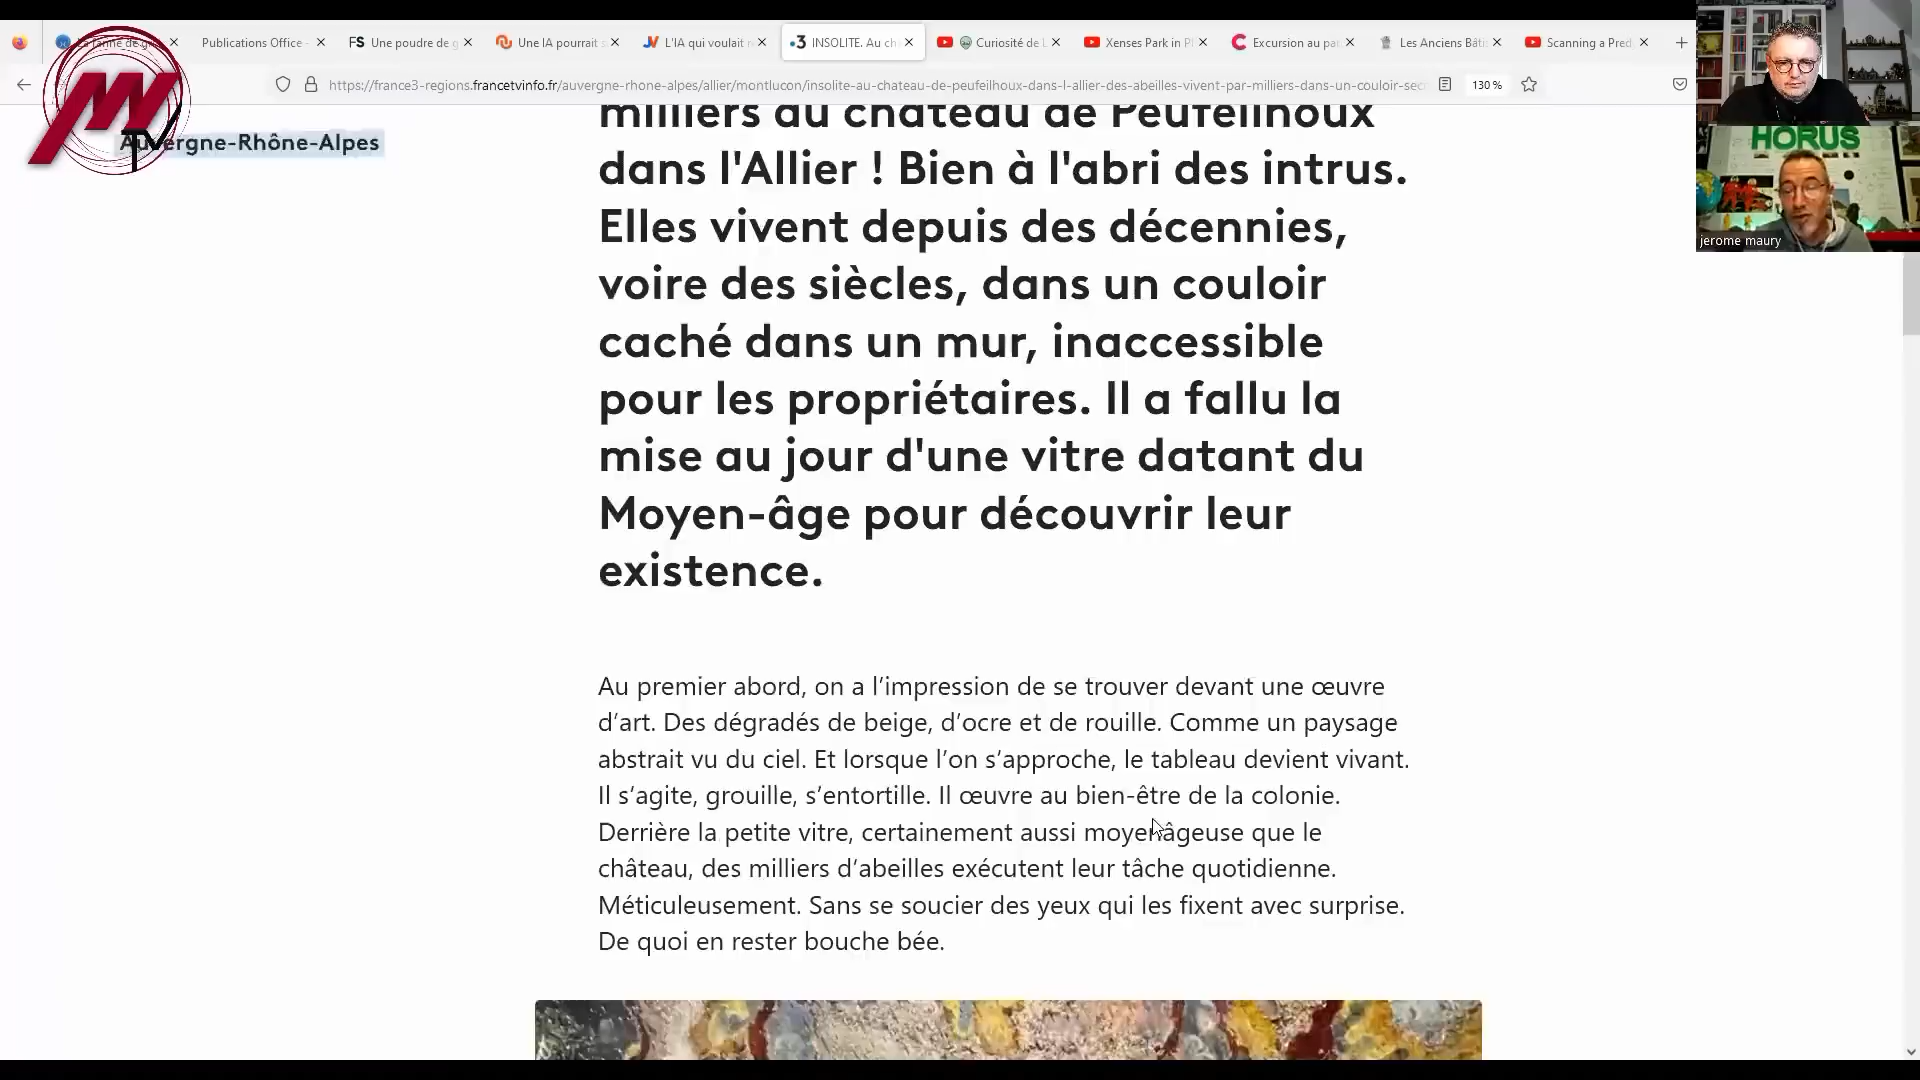 La ferme de gr
Publications Office -
FS Une poudre de g
Une IA pourrait s
L'IA qui voulait r
3 INSOLITE. Au ch
Curiosité de L
Xenses Park in P
Excursion au pa
Les Anciens Bâti
Scanning a Pred
https://france3-regions.francetvinfo.fr/auvergne-rhone-alpes/allier/montlucon/insolite-au-chateau-de-peufeilhoux-dans-l-allier-des-abeilles-vivent-par-milliers-dans-un-couloir-sec
130 %
TV
Auvergne-Rhône-Alpes
HORUS
jerome maury
milliers au château de Peufeilhoux
dans l'Allier ! Bien à l'abri des intrus.
Elles vivent depuis des décennies,
voire des siècles, dans un couloir
caché dans un mur, inaccessible
pour les propriétaires. Il a fallu la
mise au jour d'une vitre datant du
Moyen-âge pour découvrir leur
existence.
Au premier abord, on a l’impression de se trouver devant une œuvre
d’art. Des dégradés de beige, d’ocre et de rouille. Comme un paysage
abstrait vu du ciel. Et lorsque l’on s’approche, le tableau devient vivant.
Il s’agite, grouille, s’entortille. Il œuvre au bien-être de la colonie.
Derrière la petite vitre, certainement aussi moyenâgeuse que le
château, des milliers d’abeilles exécutent leur tâche quotidienne.
Méticuleusement. Sans se soucier des yeux qui les fixent avec surprise.
De quoi en rester bouche bée.